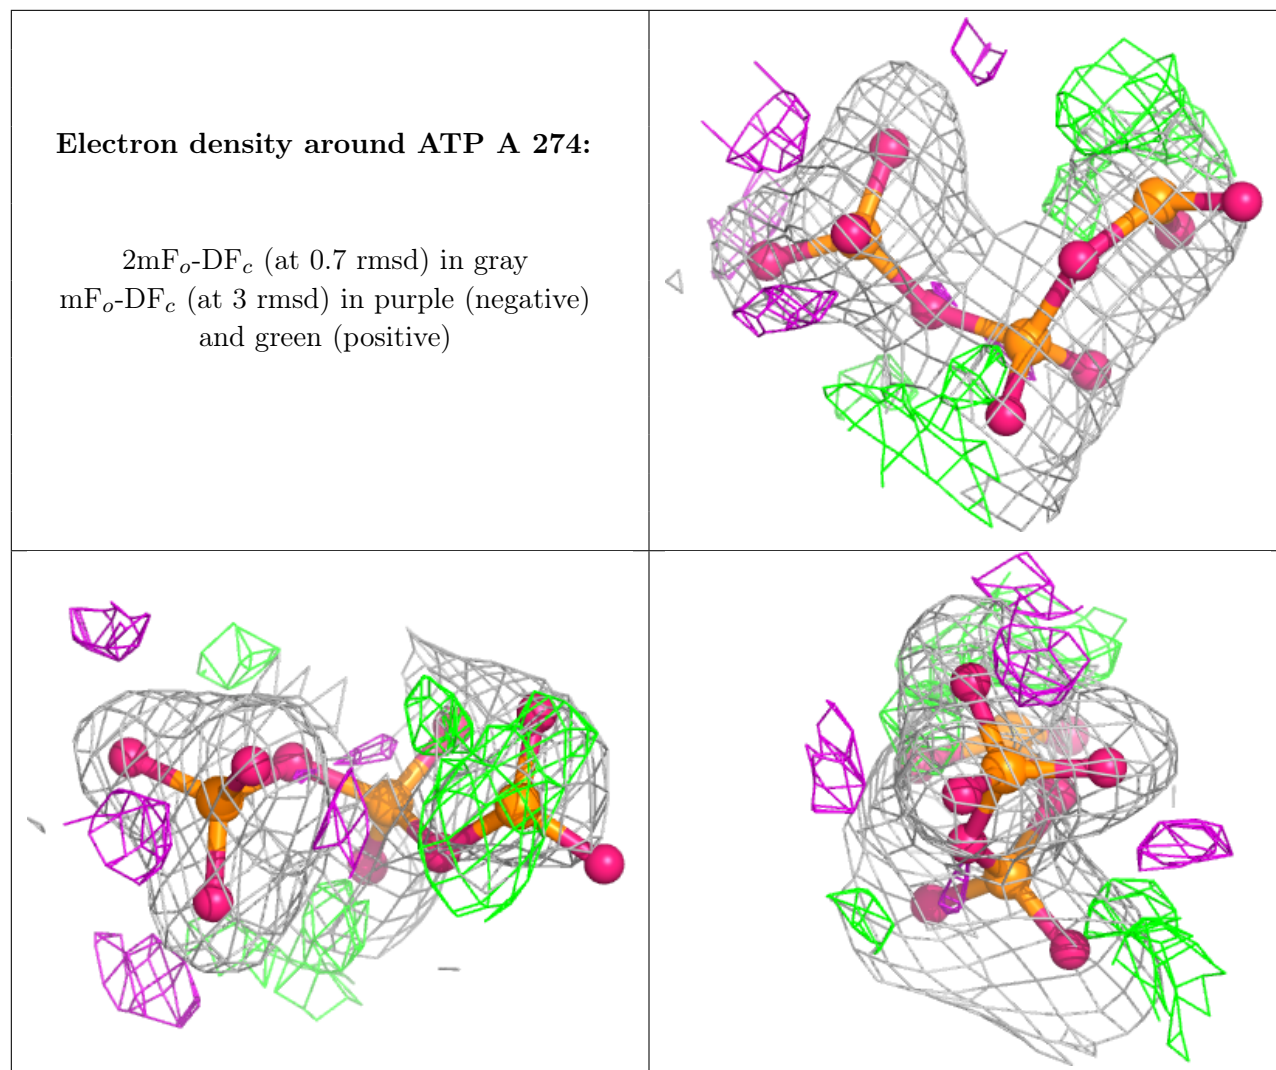 Electron density around ATP A 274:
2mFo-DFc (at 0.7 rmsd) in gray
mFo-DFc (at 3 rmsd) in purple (negative)
and green (positive)